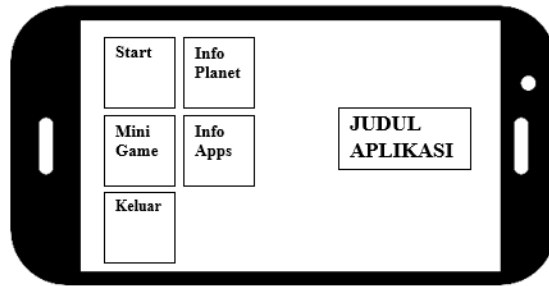 Start
Info
Planet
Mini
Game
Info
Apps
Keluar
JUDUL
APLIKASI